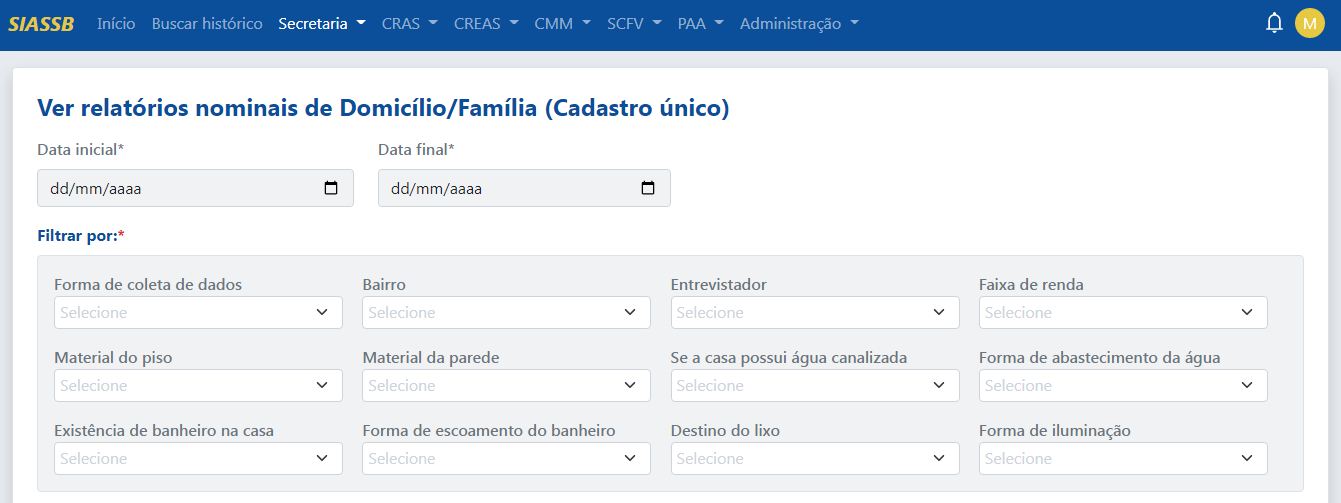 SIASSB Início Buscar histórico Secretaria CRAS CREAS CMM SCFV PAA Administração M
Ver relatórios nominais de Domicílio/Família (Cadastro único)
Data inicial* Data final*
dd/mm/aaaa dd/mm/aaaa
Filtrar por:*
Forma de coleta de dados Bairro Entrevistador Faixa de renda
Selecione Selecione Selecione Selecione
Material do piso Material da parede Se a casa possui água canalizada Forma de abastecimento da água
Selecione Selecione Selecione Selecione
Existência de banheiro na casa Forma de escoamento do banheiro Destino do lixo Forma de iluminação
Selecione Selecione Selecione Selecione